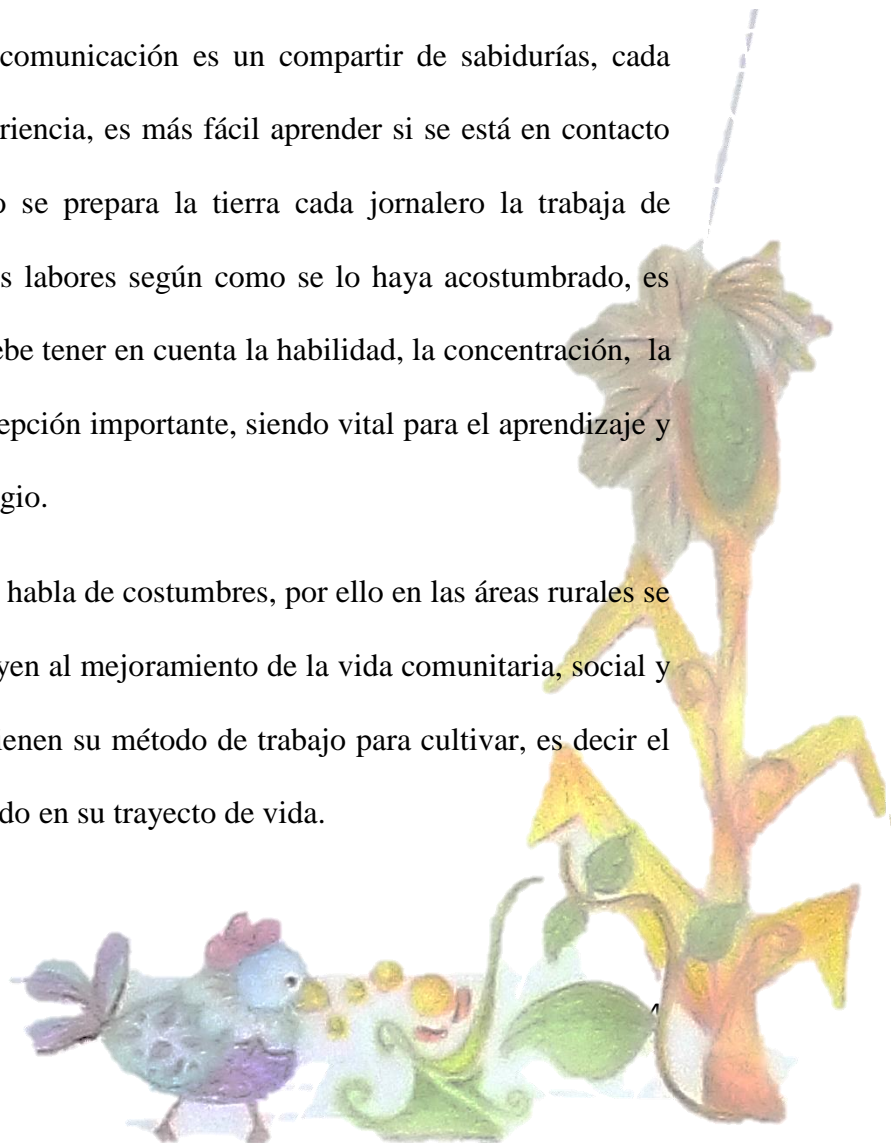 comunicación es un compartir de sabidurías, cada
riencia, es más fácil aprender si se está en contacto
o se prepara la tierra cada jornalero la trabaja de
s labores según como se lo haya acostumbrado, es
ebe tener en cuenta la habilidad, la concentración, la
epción importante, siendo vital para el aprendizaje y
gio.
habla de costumbres, por ello en las áreas rurales se
yen al mejoramiento de la vida comunitaria, social y
ienen su método de trabajo para cultivar, es decir el
do en su trayecto de vida.